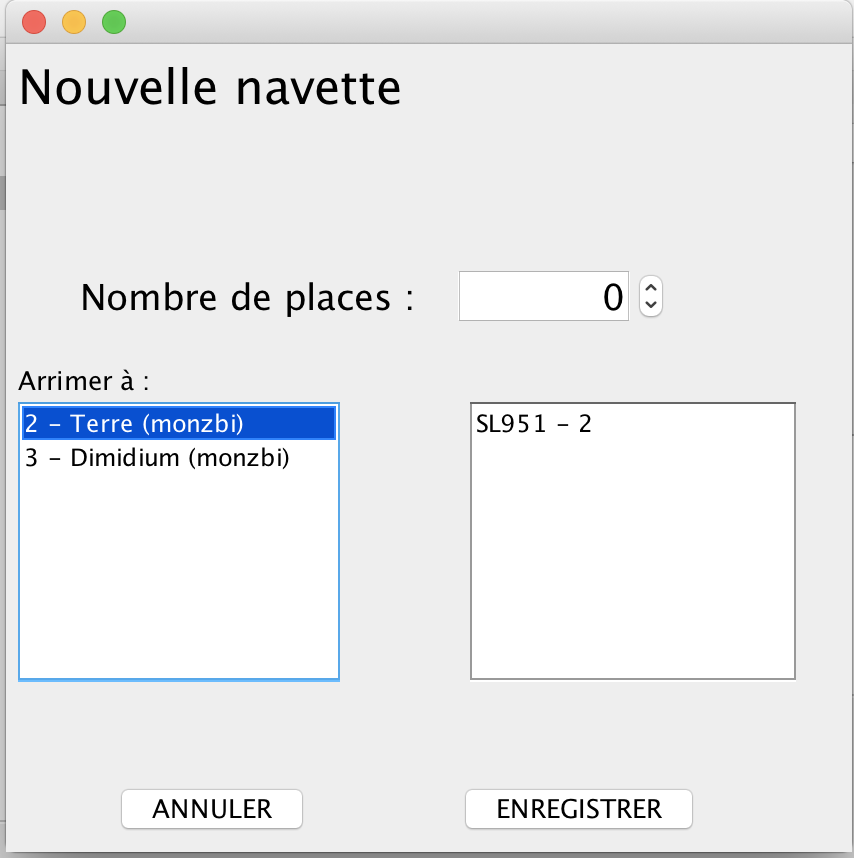 Nouvelle navette
Nombre de places :
0
Arrimer à :
2 – Terre (monzbi)
3 – Dimidium (monzbi)
SL951 – 2
ANNULER
ENREGISTRER